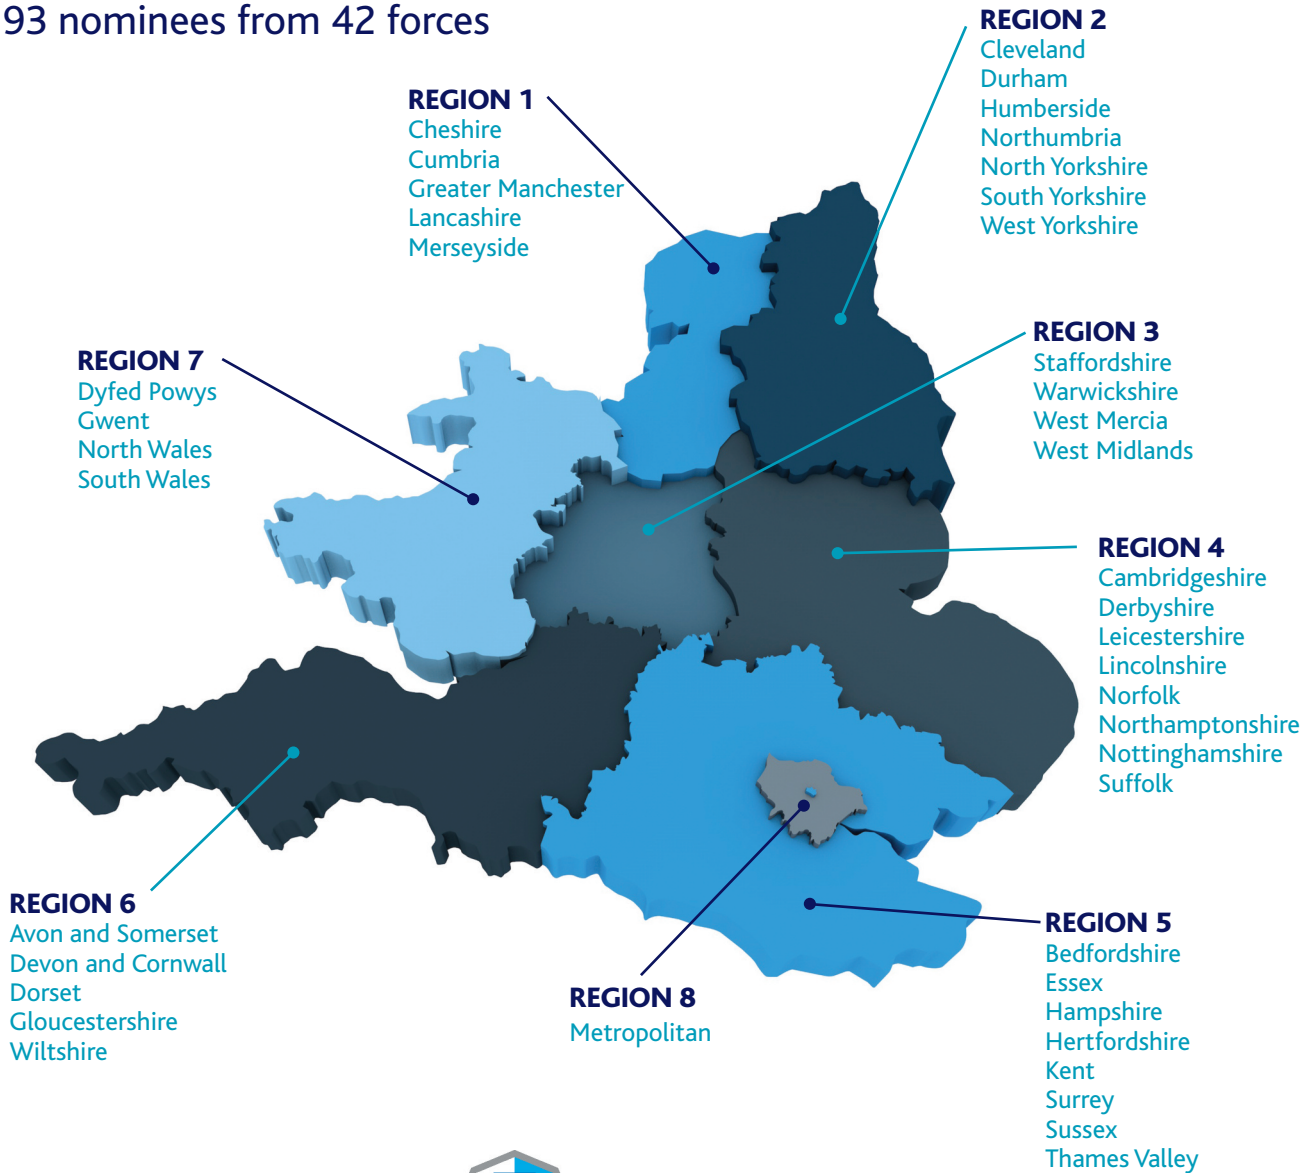 93 nominees from 42 forces
REGION 1
Cheshire
Cumbria
Greater Manchester
Lancashire
Merseyside
REGION 2
Cleveland
Durham
Humberside
Northumbria
North Yorkshire
South Yorkshire
West Yorkshire
REGION 3
Staffordshire
Warwickshire
West Mercia
West Midlands
REGION 7
Dyfed Powys
Gwent
North Wales
South Wales
REGION 4
Cambridgeshire
Derbyshire
Leicestershire
Lincolnshire
Norfolk
Northamptonshire
Nottinghamshire
Suffolk
REGION 6
Avon and Somerset
Devon and Cornwall
Dorset
Gloucestershire
Wiltshire
REGION 8
Metropolitan
REGION 5
Bedfordshire
Essex
Hampshire
Hertfordshire
Kent
Surrey
Sussex
Thames Valley